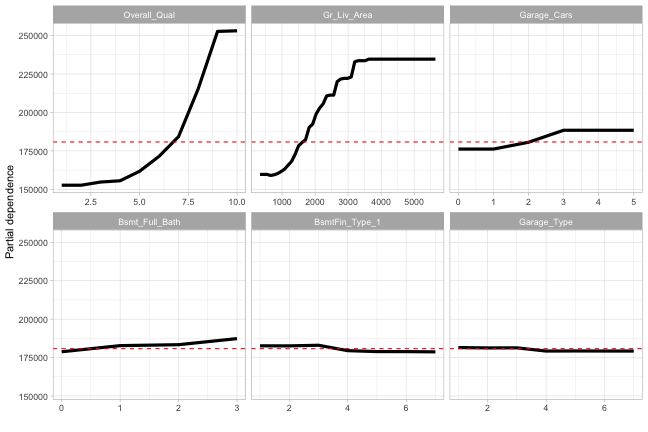 Overall_Qual Gr_Liv_Area Garage_Cars
250000
225000
200000
175000
150000
2.5 5.0 7.5 10.0 1000 2000 3000 4000 5000 0 1 2 3 4 5
Partial dependence
Bsmt_Full_Bath BsmtFin_Type_1 Garage_Type
250000
225000
200000
175000
150000
0 1 2 3 2 4 6 2 4 6